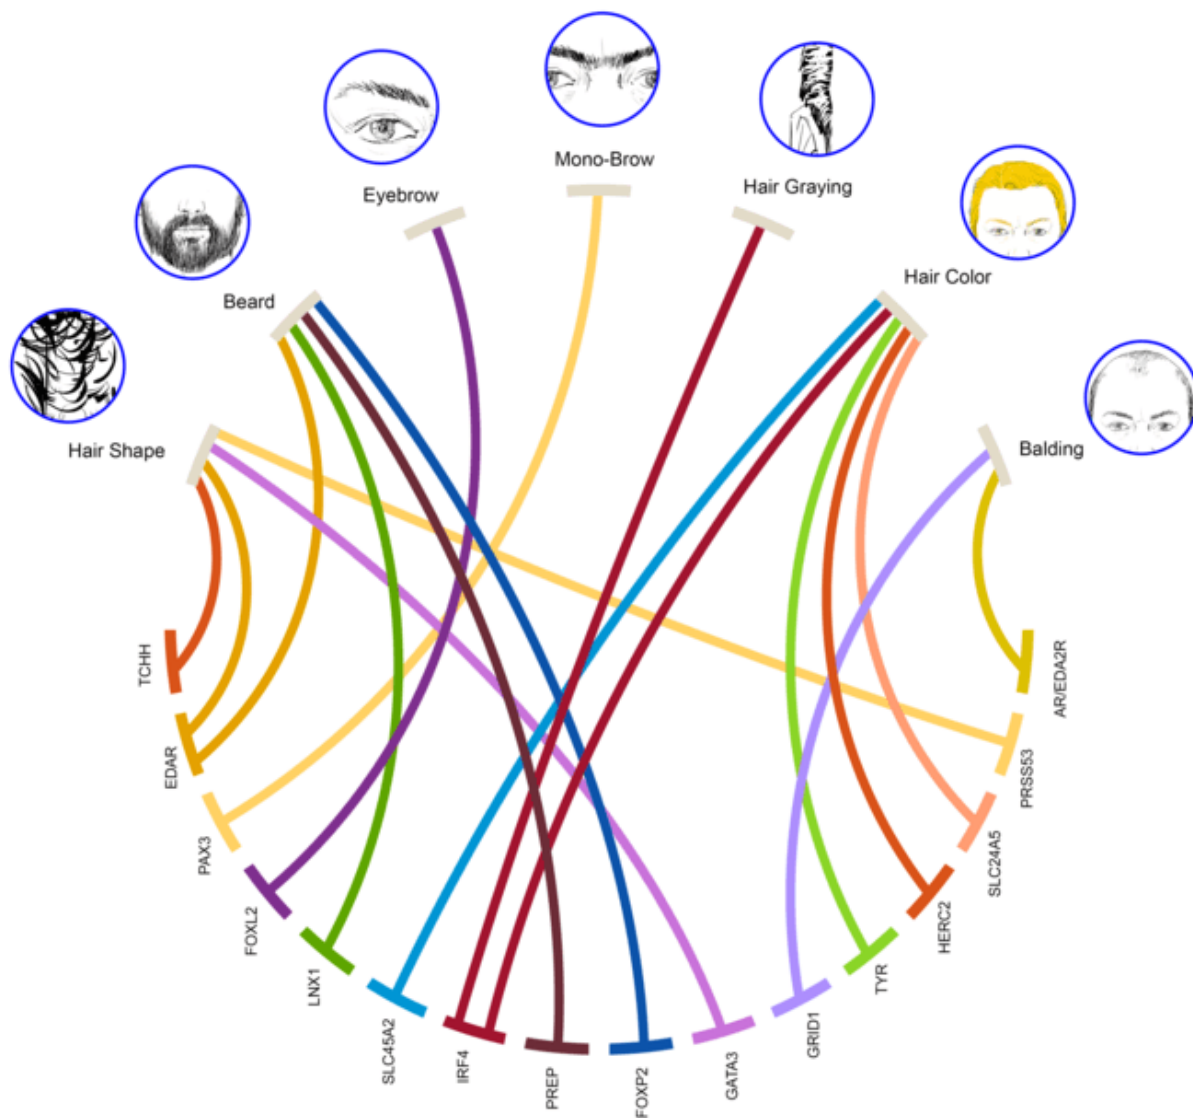 Mono-Brow
Eyebrow
Hair Graying
Hair Color
Beard
Hair Shape
Balding
TCHH
EDAR
PAX3
FOXL2
LNX1
SLC45A2
IRF4
PREP
FOXP2
GATA3
GRID1
TYR
HERC2
SLC24A5
PRSS53
AR/EDA2R